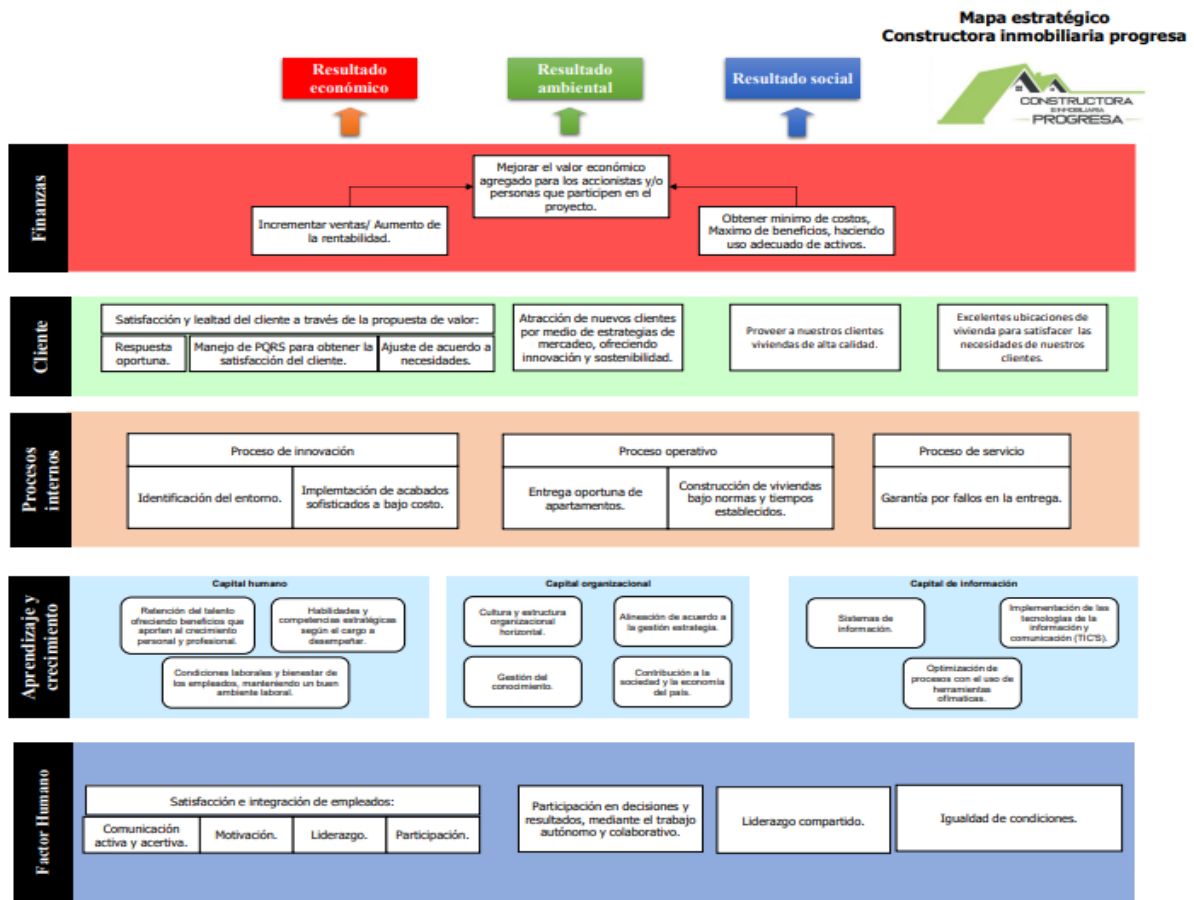 Mapa estratégico
Constructora inmobiliaria progresa
Resultado
económico
Resultado
ambiental
Resultado social
CONSTRUCTORA
E INMOBILIARIA
PROGRESA
Finanzas
Mejorar el valor económico
agregado para los accionistas y/o
personas que participen en el
proyecto.
Incrementar ventas/ Aumento de
la rentabilidad.
Obtener minimo de costos,
Maximo de beneficios, haciendo
uso adecuado de activos.
Cliente
Satisfacción y lealtad del cliente a través de la propuesta de valor:
Respuesta
oportuna.
Manejo de PQRS para obtener la
satisfacción del cliente.
Ajuste de acuerdo a
necesidades.
Atracción de nuevos clientes
por medio de estrategias de
mercadeo, ofreciendo
innovación y sostenibilidad.
Proveer a nuestros clientes
viviendas de alta calidad.
Excelentes ubicaciones de
vivienda para satisfacer las
necesidades de nuestros
clientes.
Procesos
internos
Proceso de innovación
Identificación del entorno.
Implemtación de acabados
sofisticados a bajo costo.
Proceso operativo
Entrega oportuna de
apartamentos.
Construcción de viviendas
bajo normas y tiempos
establecidos.
Proceso de servicio
Garantía por fallos en la entrega.
Aprendizaje y
crecimiento
Capital humano
Retención del talento
ofreciendo beneficios que
aporten al crecimiento
personal y profesional.
Habilidades y
competencias estratégicas
según el cargo a
desempeñar.
Condiciones laborales y bienestar de
los empleados, manteniendo un buen
ambiente laboral.
Capital organizacional
Cultura y estructura
organizacional
horizontal.
Alineación de acuerdo a
la gestión estrategia.
Gestión del
conocimiento.
Contribución a la
sociedad y la economía
del país.
Capital de información
Sistemas de
información.
Implementación de las
tecnologías de la
información y
comunicación (TIC'S).
Optimización de
procesos con el uso de
herramientas
ofimaticas.
Factor Humano
Satisfacción e integración de empleados:
Comunicación
activa y acertiva.
Motivación.
Liderazgo.
Participación.
Participación en decisiones y
resultados, mediante el trabajo
autónomo y colaborativo.
Liderazgo compartido.
Igualdad de condiciones.